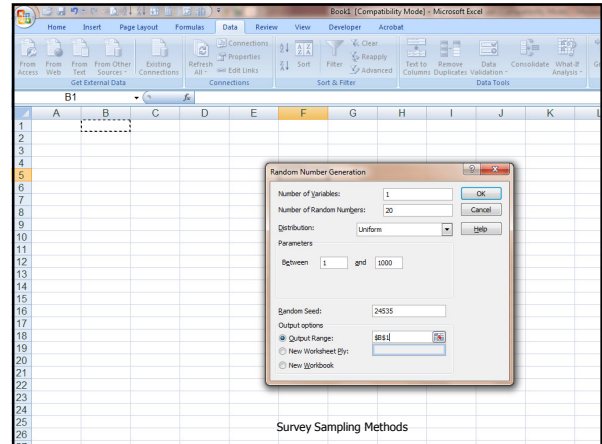 Book1 [Compatibility Mode] - Microsoft Excel
Home Insert Page Layout Formulas Data Review View Developer Acrobat
From Access
From Web
From Text
From Other Sources
Existing Connections
Refresh All
Connections
Properties
Edit Links
Sort
Filter
Clear
Reapply
Advanced
Text to Columns
Remove Duplicates
Data Validation
Consolidate
What-If Analysis
Get External Data
Connections
Sort & Filter
Data Tools
B1 fx
A B C D E F G H I J K L
1
2
3
4
5
6
7
8
9
10
11
12
13
14
15
16
17
18
19
20
21
22
23
24
25
26
Random Number Generation
Number of Variables: 1 OK
Number of Random Numbers: 20 Cancel
Distribution: Uniform Help
Parameters
Between 1 and 1000
Random Seed: 24535
Output options
Output Range: $B$1
New Worksheet Ply:
New Workbook
Survey Sampling Methods